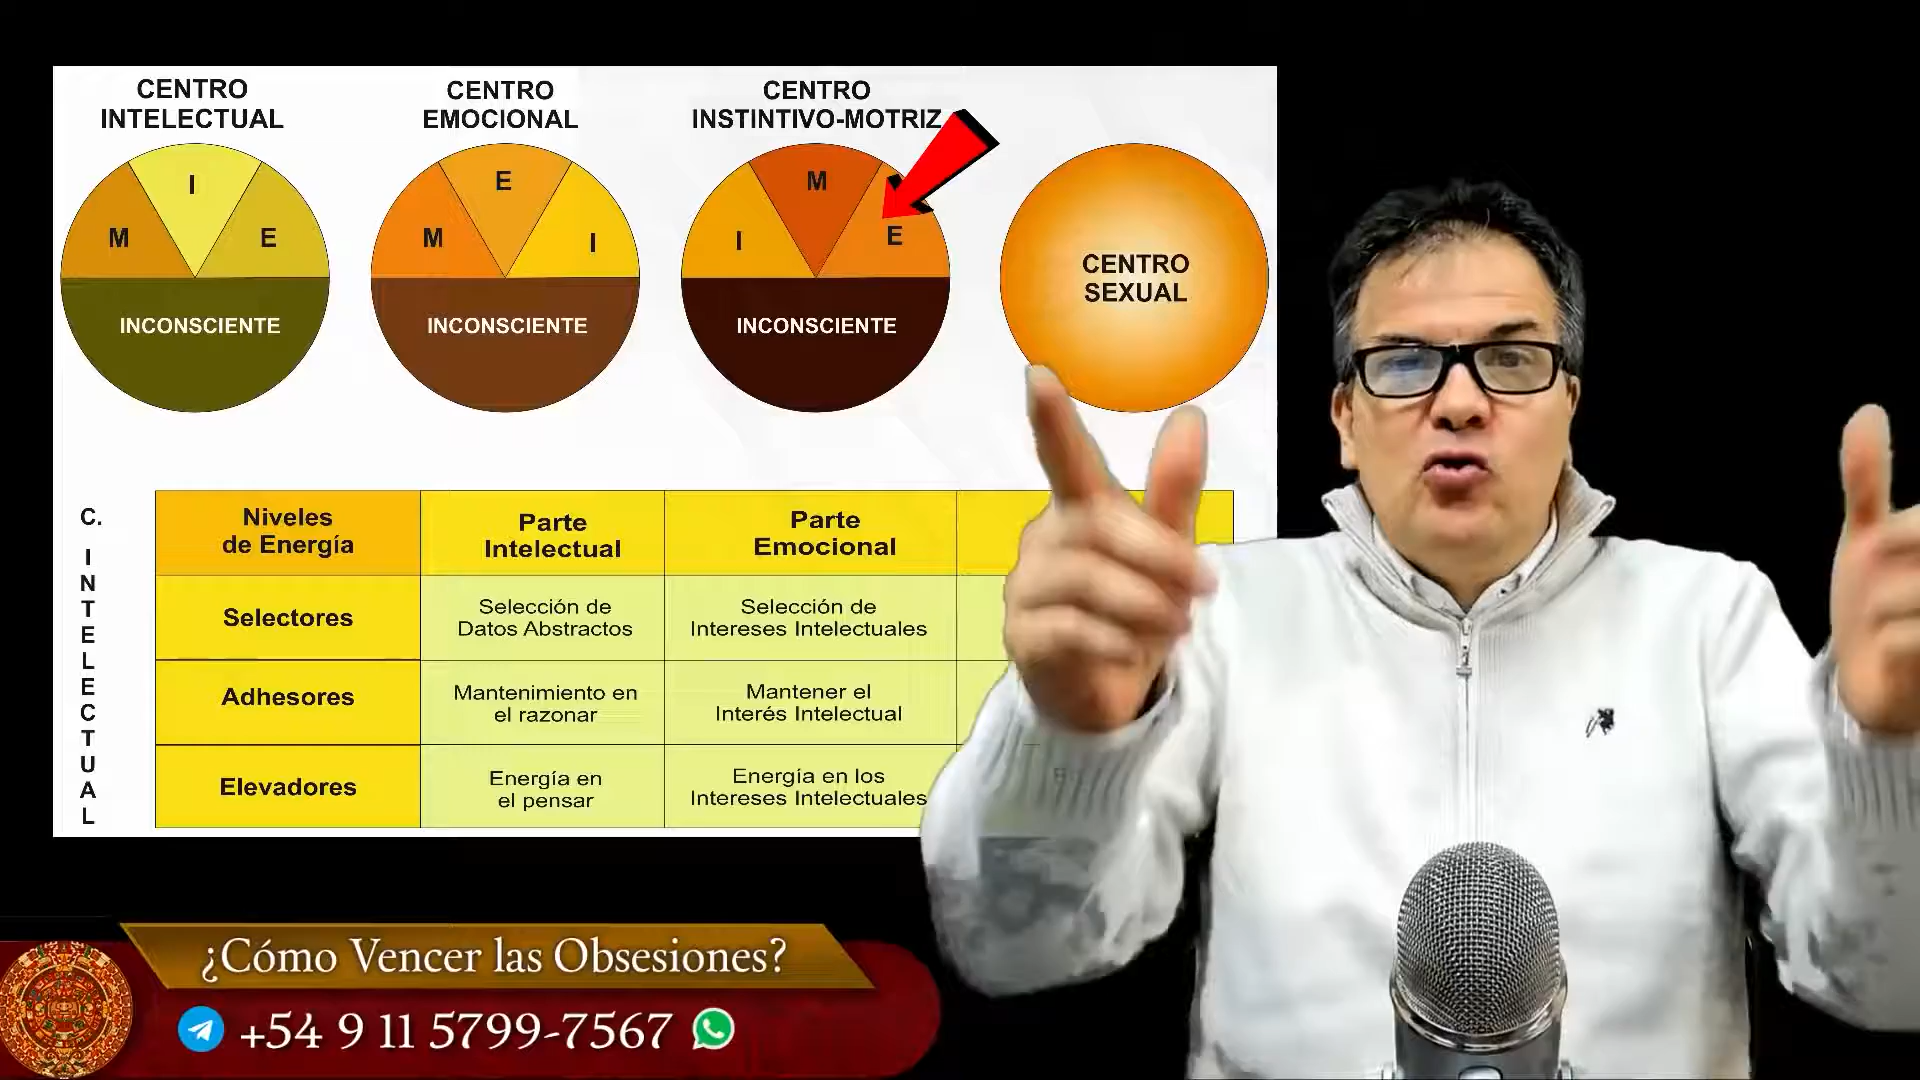 CENTRO
INTELECTUAL
CENTRO
EMOCIONAL
CENTRO
INSTINTIVO-MOTRIZ
M
I
E
INCONSCIENTE
M
E
I
INCONSCIENTE
I
M
E
INCONSCIENTE
CENTRO
SEXUAL
C.
INTELECTUAL
Niveles
de Energía
Parte
Intelectual
Parte
Emocional
Selectores
Selección de
Datos Abstractos
Selección de
Intereses Intelectuales
Adhesores
Mantenimiento en
el razonar
Mantener el
Interés Intelectual
Elevadores
Energía en
el pensar
Energía en los
Intereses Intelectuales
¿Cómo Vencer las Obsesiones?
+54 9 11 5799-7567